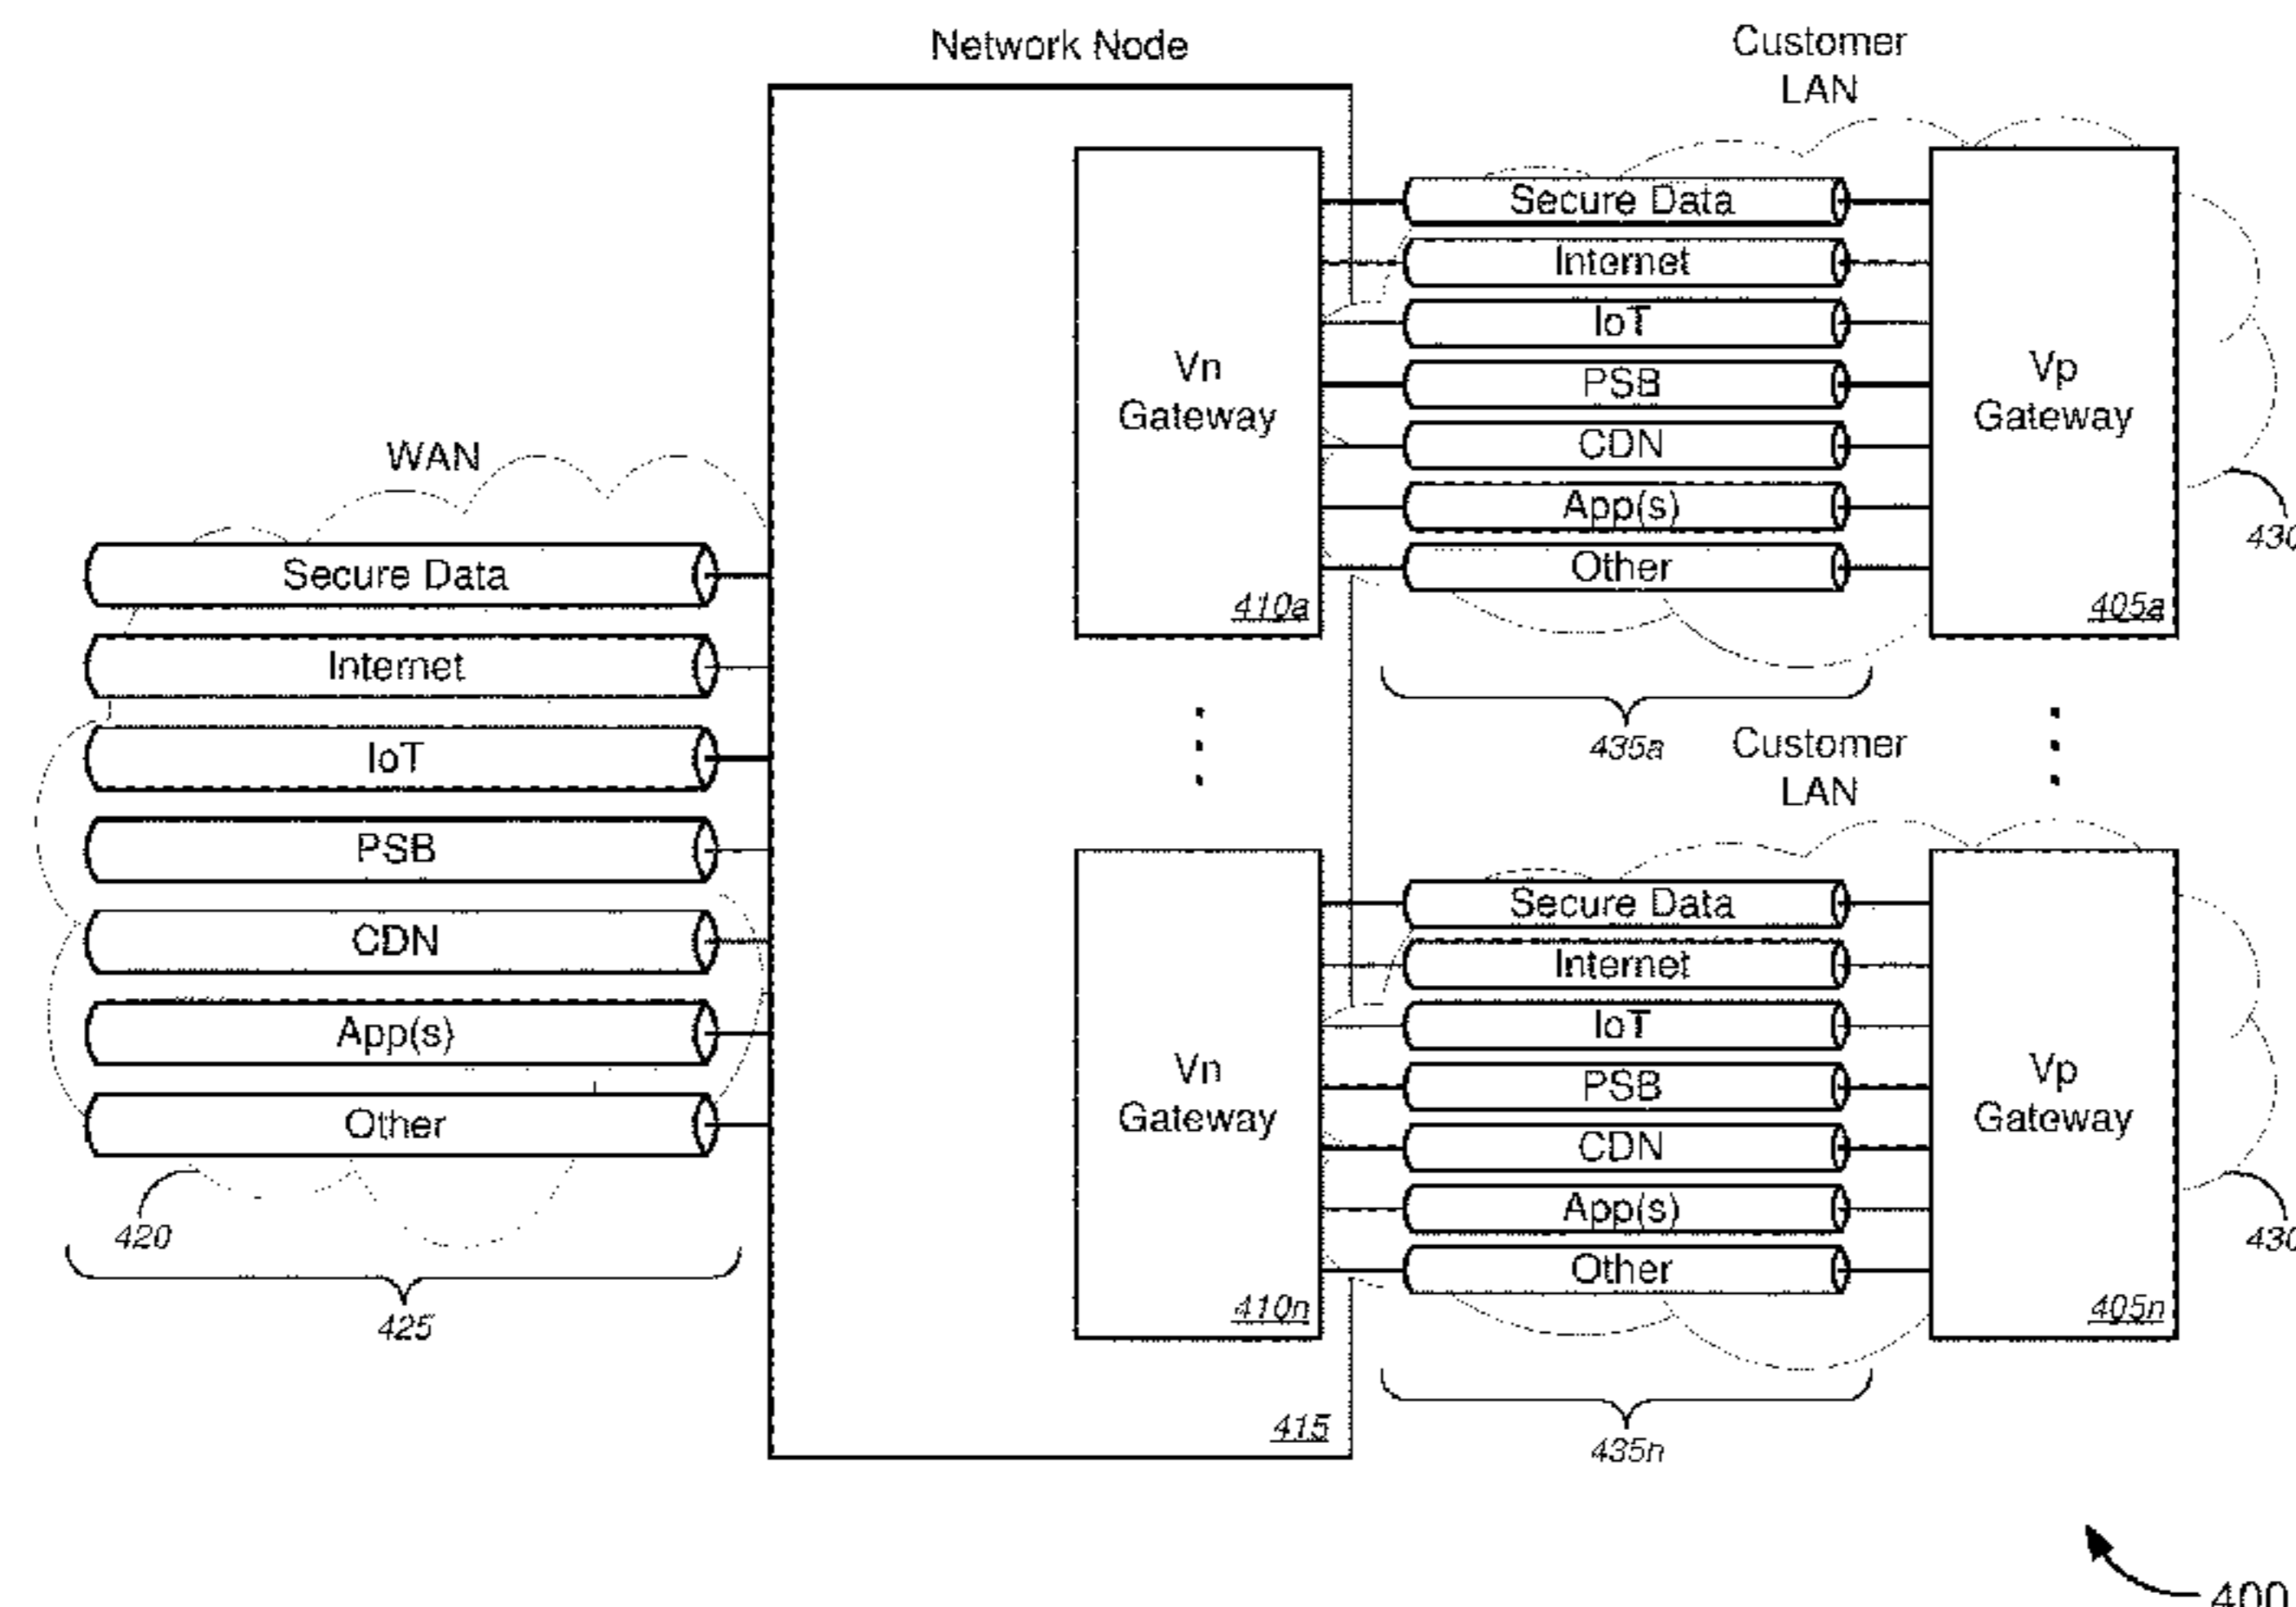 Network Node
Customer
LAN
Secure Data
Internet
IoT
PSB
CDN
App(s)
Other
Vn
Gateway
410a
Vp
Gateway
405a
430
435a
WAN
Secure Data
Internet
IoT
PSB
CDN
App(s)
Other
420
425
Customer
LAN
Secure Data
Internet
IoT
PSB
CDN
App(s)
Other
Vn
Gateway
410n
Vp
Gateway
405n
430
435n
415
400